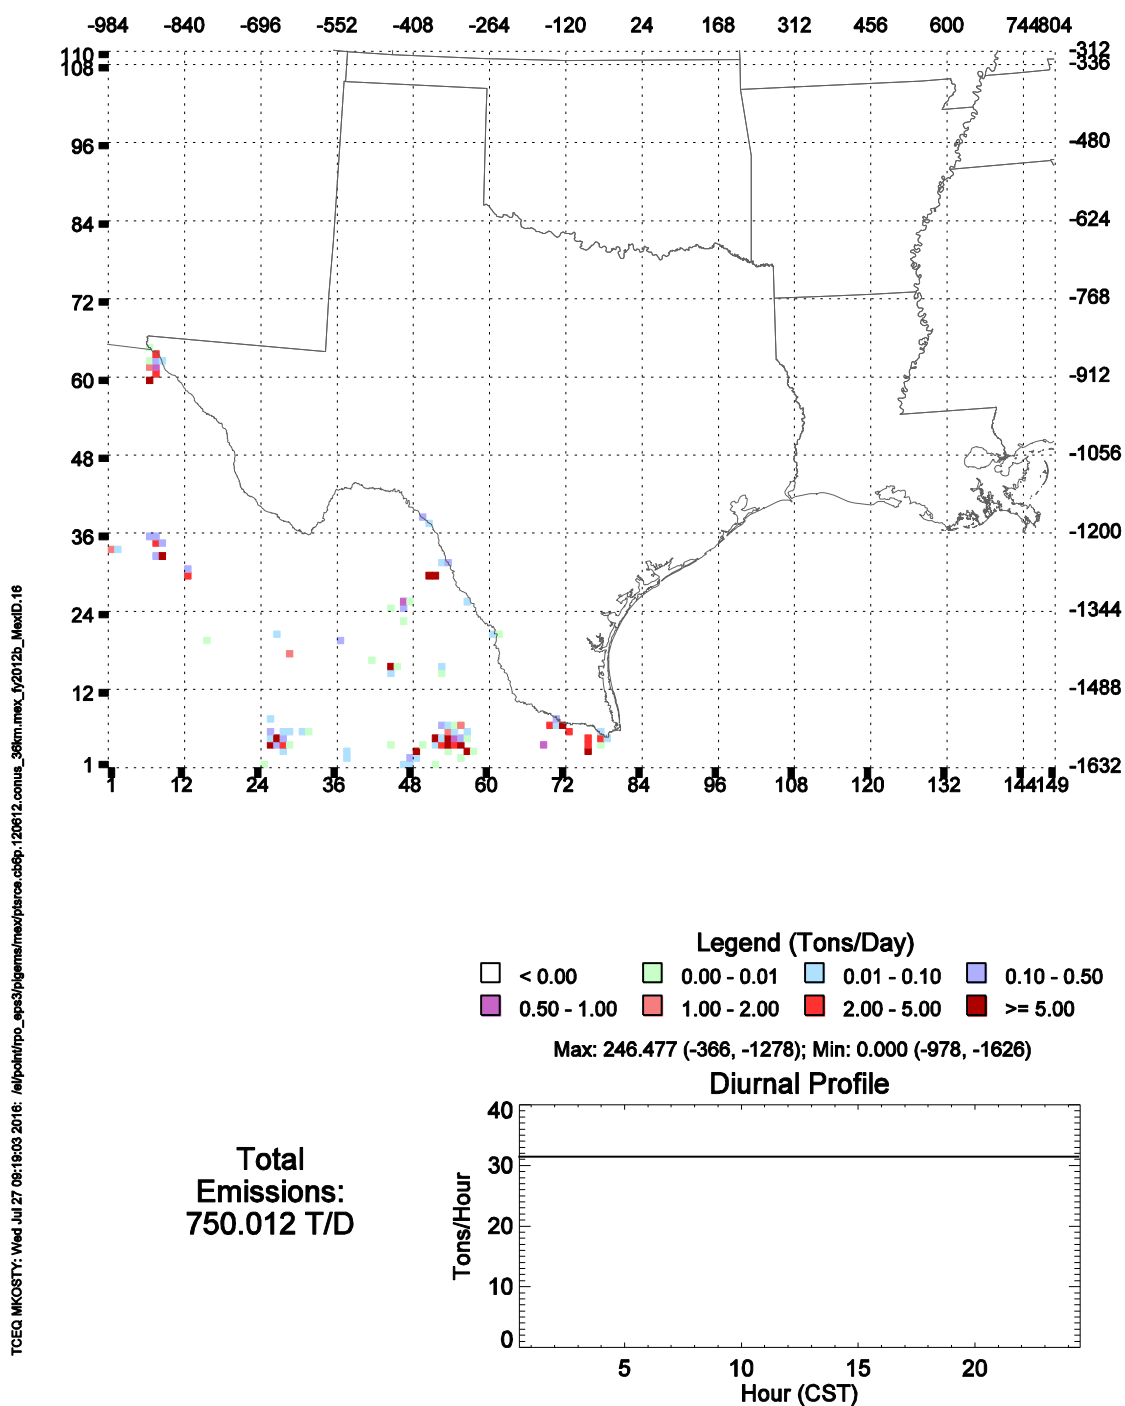 -984 -840 -696 -552 -408 -264 -120 24 168 312 456 600 744 804
110 -312
108 -336
96 -480
84 -624
72 -768
60 -912
48 -1056
36 -1200
24 -1344
12 -1488
1 -1632
1 12 24 36 48 60 72 84 96 108 120 132 144 149
Legend (Tons/Day)
< 0.00 0.00 - 0.01 0.01 - 0.10 0.10 - 0.50
0.50 - 1.00 1.00 - 2.00 2.00 - 5.00 >= 5.00
Max: 246.477 (-366, -1278); Min: 0.000 (-978, -1626)
Diurnal Profile
40
30
20
10
0
Tons/Hour
5 10 15 20
Hour (CST)
Total
Emissions:
750.012 T/D
TCEQ MKOSTY: Wed Jul 27 09:19:03 2016: /ei/point/rpo_eps3/pigems/mex/ptsrce.cb6p.120612.conus_36km.mex_fy2012b_MexID.16